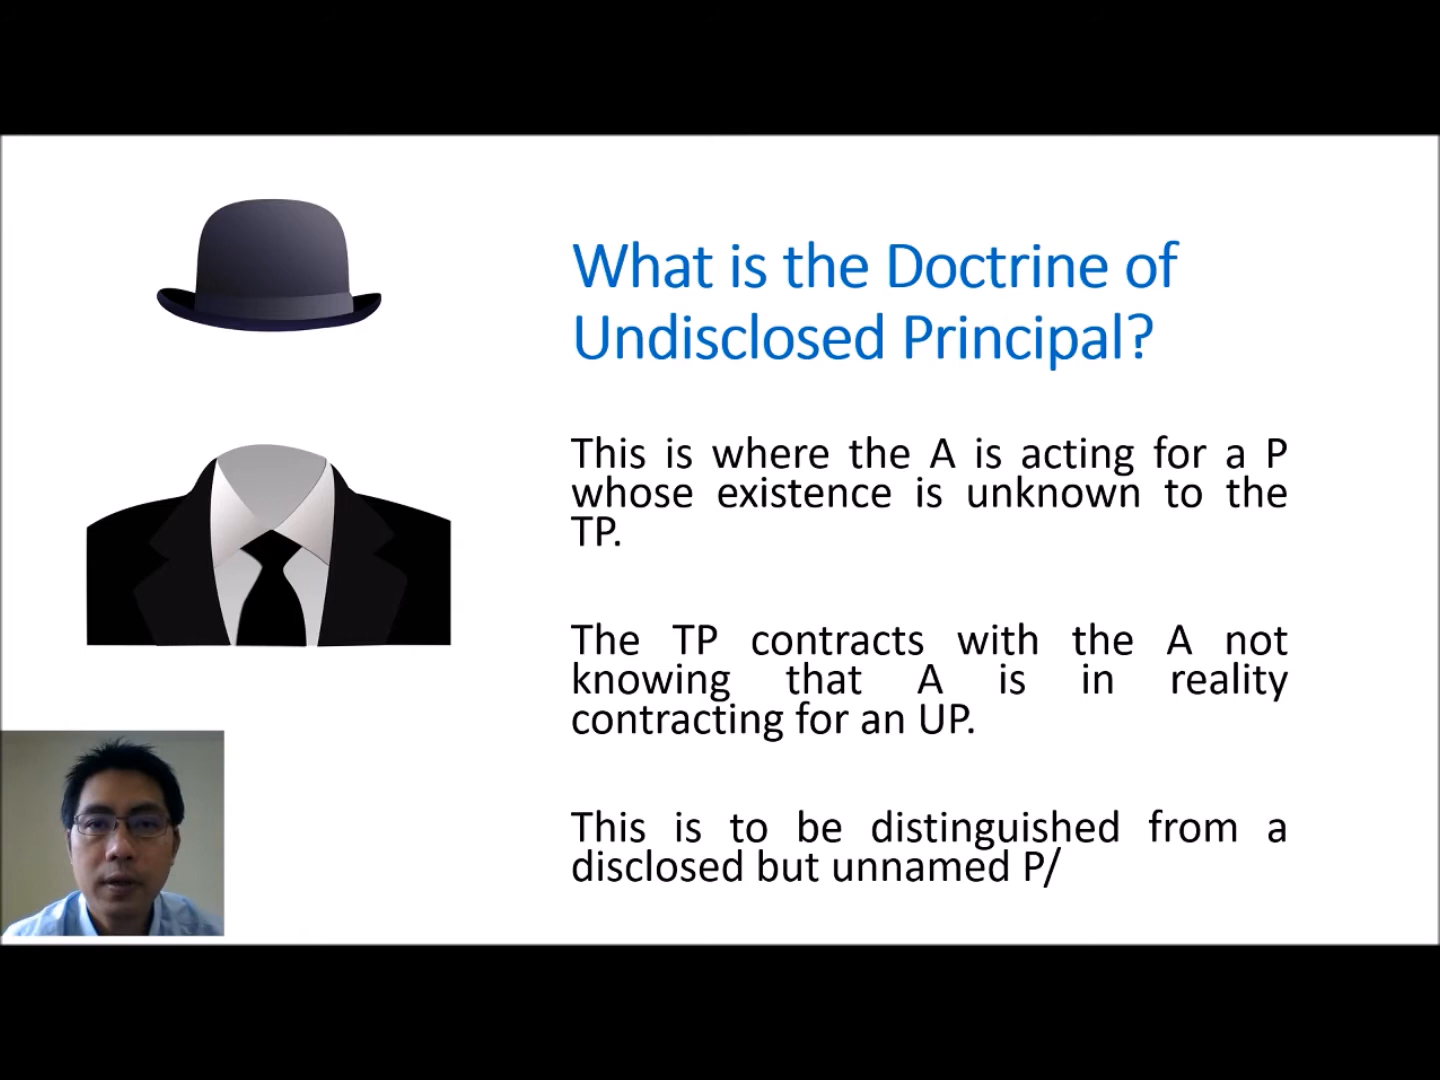 What is the Doctrine of
Undisclosed Principal?
This is where the A is acting for a P
whose existence is unknown to the
TP.
The TP contracts with the A not
knowing that A is in reality
contracting for an UP.
This is to be distinguished from a
disclosed but unnamed P/